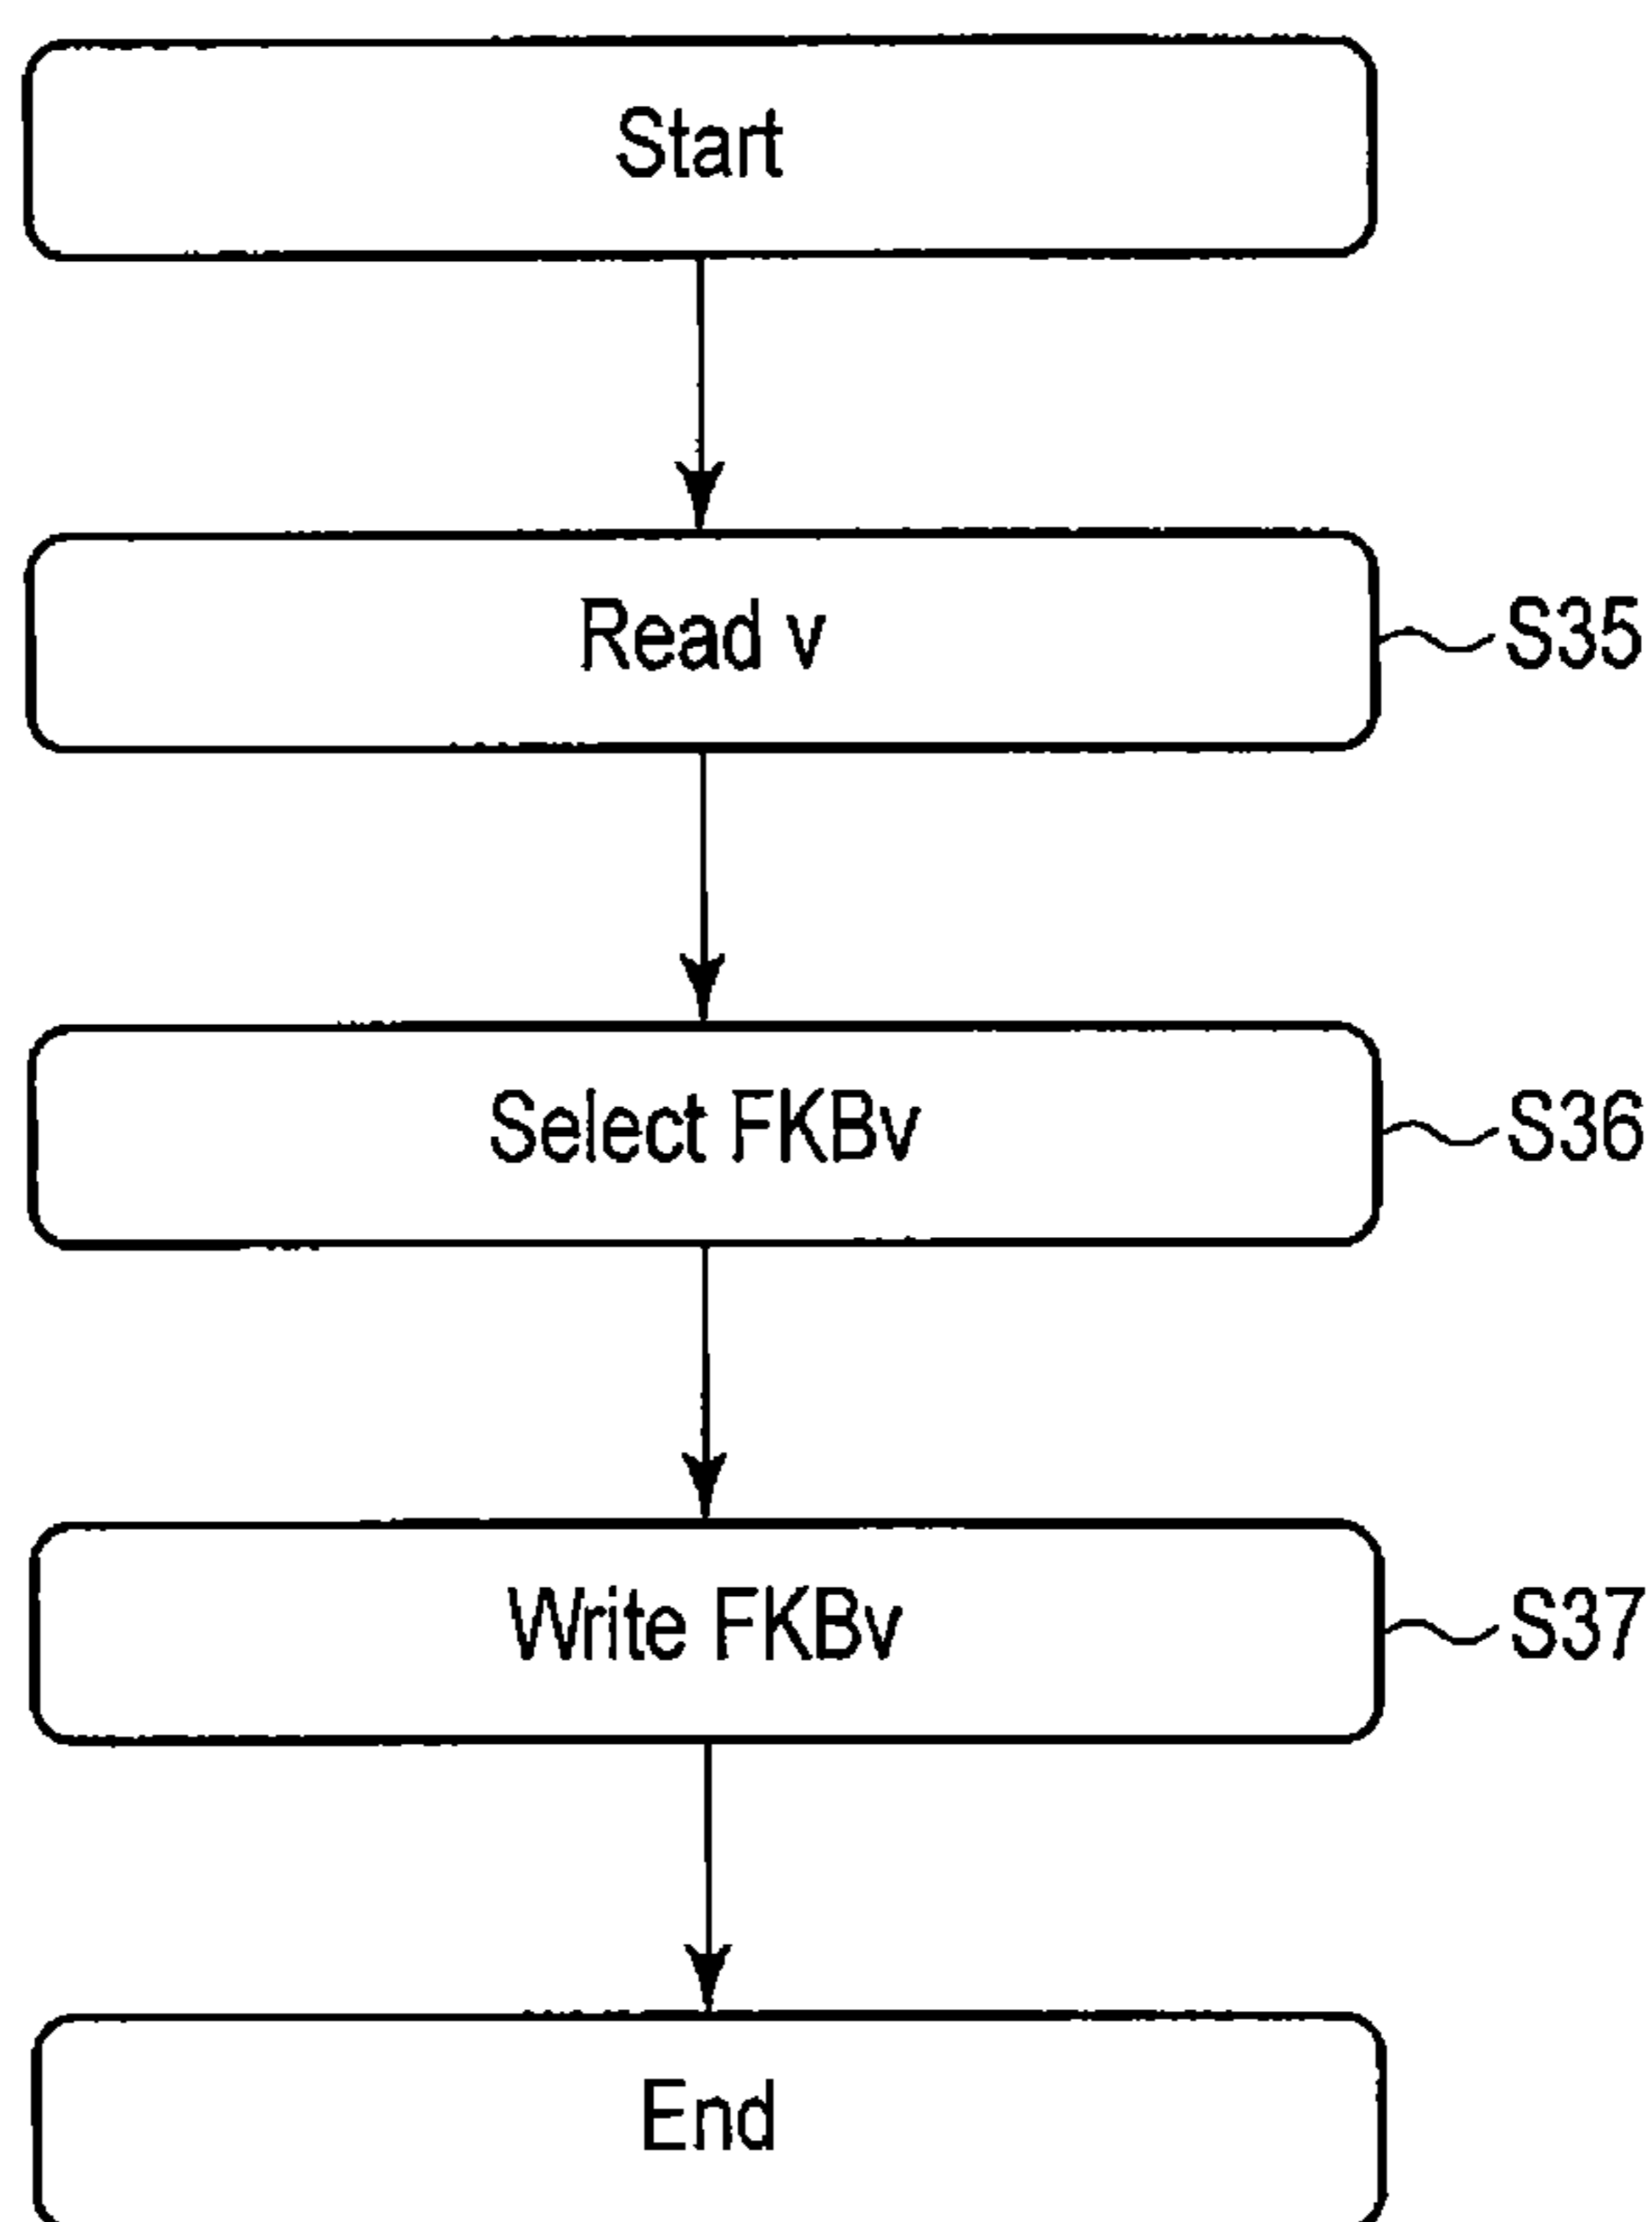 Start
Read v S35
Select FKBv S36
Write FKBv S37
End